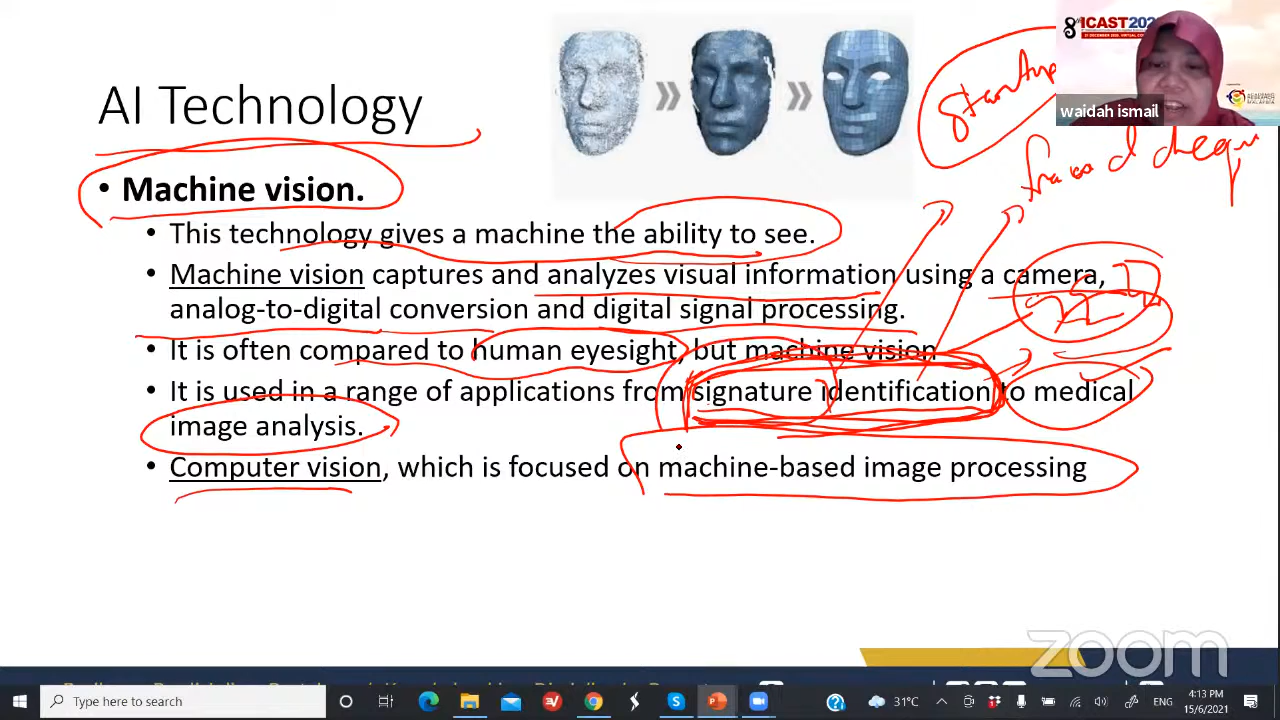 8th ICAST202
AI Technology
waidah ismail
fraud cheque
• Machine vision.
• This technology gives a machine the ability to see.
• Machine vision captures and analyzes visual information using a camera,
analog-to-digital conversion and digital signal processing.
• It is often compared to human eyesight, but machine vision
• It is used in a range of applications from signature identification to medical
image analysis.
• Computer vision, which is focused on machine-based image processing
zoom
Type here to search
31°C
ENG
4:13 PM
15/6/2021